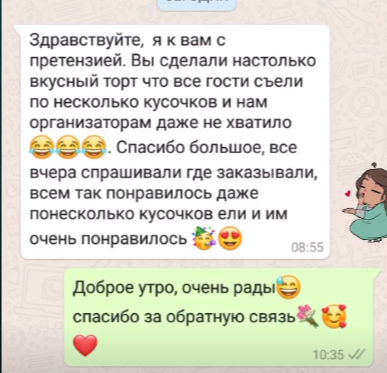 Здравствуйте, я к вам с
претензией. Вы сделали настолько
вкусный торт что все гости съели
по несколько кусочков и нам
организаторам даже не хватило
😂😂😂. Спасибо большое, все
вчера спрашивали где заказывали,
всем так понравилось даже
понесколько кусочков ели и им
очень понравилось 🥳😍
08:55
Доброе утро, очень рады😅
спасибо за обратную связь💐🥰
❤️
10:35